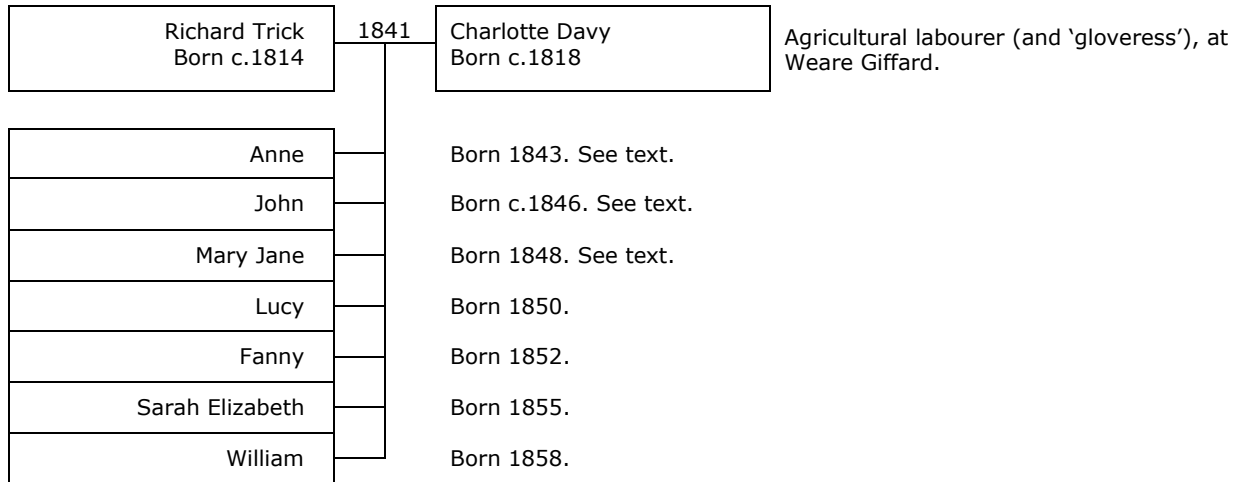 Richard Trick
Born c.1814
1841
Charlotte Davy
Born c.1818
Agricultural labourer (and ‘gloveress’), at
Weare Giffard.
Anne
Born 1843. See text.
John
Born c.1846. See text.
Mary Jane
Born 1848. See text.
Lucy
Born 1850.
Fanny
Born 1852.
Sarah Elizabeth
Born 1855.
William
Born 1858.